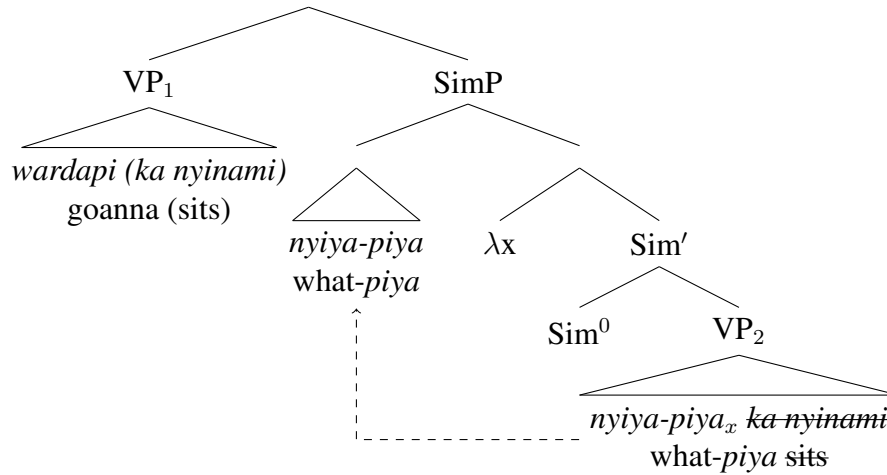 VP₁ SimP
wardapi (ka nyinami)
goanna (sits)
nyiya-piya λx Sim′
what-piya
Sim⁰ VP₂
nyiya-piyaₓ ka nyinami
what-piya sits